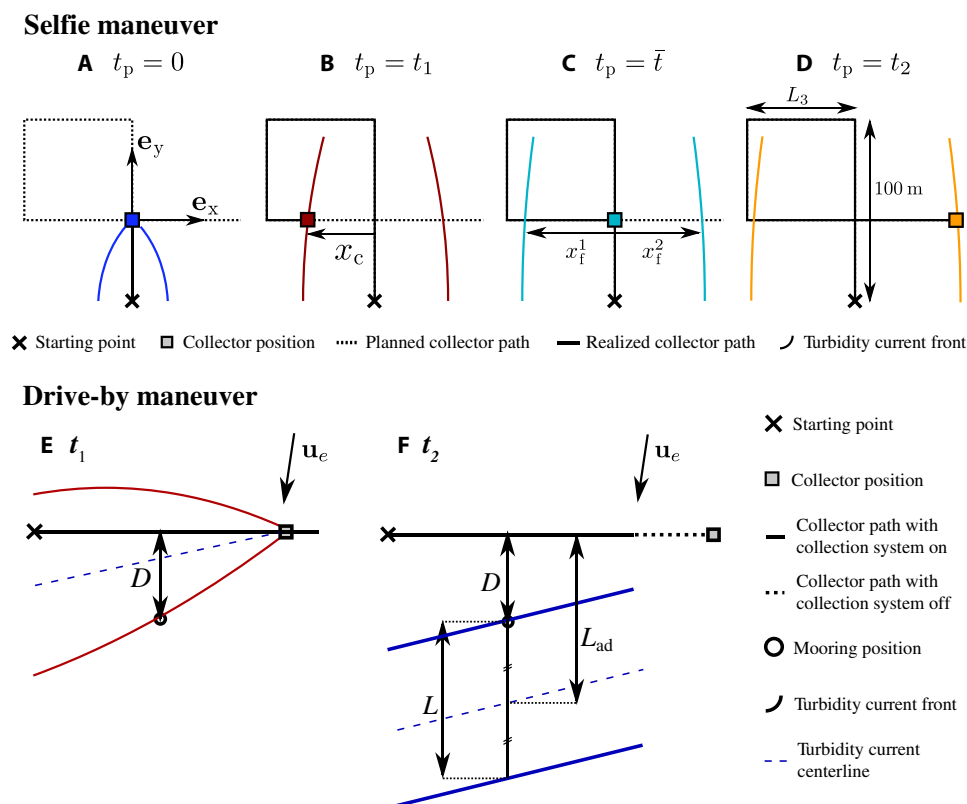 Selfie maneuver
A t_p = 0
B t_p = t_1
C t_p = t̄
D t_p = t_2
L_3
e_y
e_x
x_c
x_f^1
x_f^2
100 m
Starting point
Collector position
Planned collector path
Realized collector path
Turbidity current front
Drive-by maneuver
E t_1
u_e
D
F t_2
u_e
D
L
L_ad
Starting point
Collector position
Collector path with
collection system on
Collector path with
collection system off
Mooring position
Turbidity current front
Turbidity current
centerline